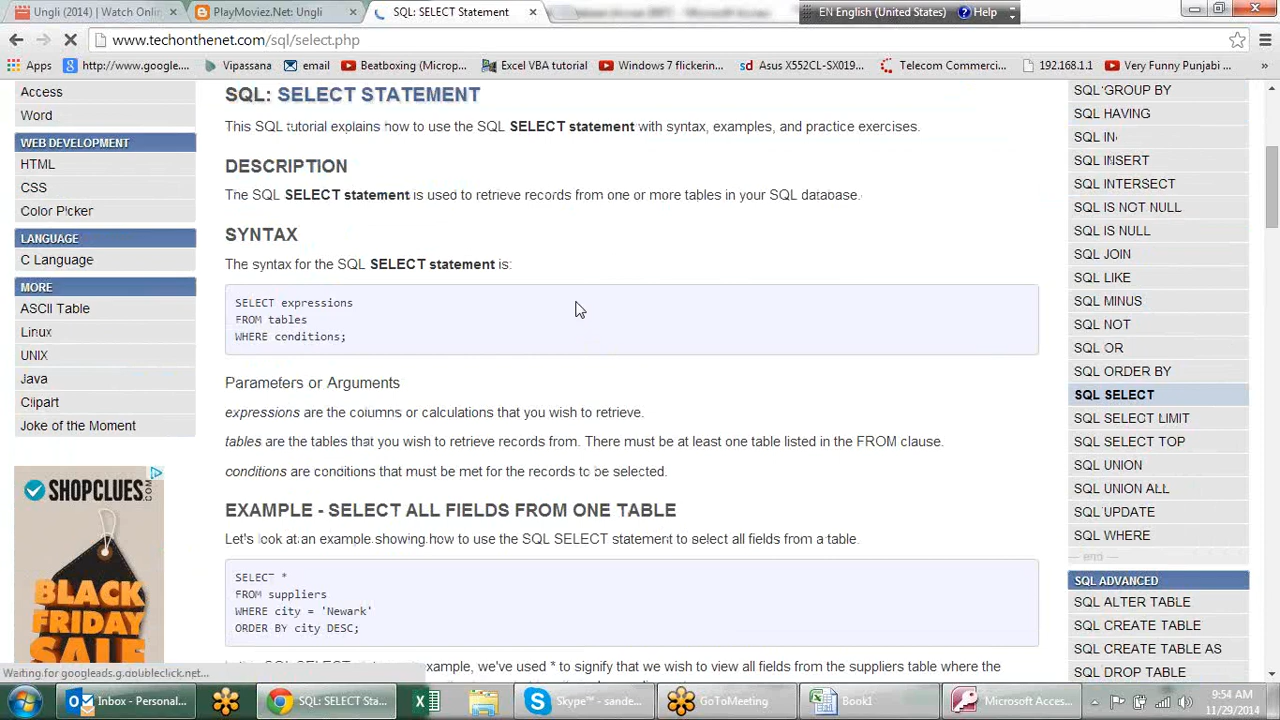 Ungli (2014) | Watch Onlin
PlayMoviez.Net: Ungli
SQL: SELECT Statement
EN English (United States)
Help
www.techonthenet.com/sql/select.php
Apps
http://www.google....
Vipassana
email
Beatboxing (Microp...
Excel VBA tutorial
Windows 7 flickerin...
sd Asus X552CL-SX019...
Telecom Commerci...
192.168.1.1
Very Funny Punjabi ...
Access
Word
WEB DEVELOPMENT
HTML
CSS
Color Picker
LANGUAGE
C Language
MORE
ASCII Table
Linux
UNIX
Java
Clipart
Joke of the Moment
SHOPCLUES.COM
BLACK
FRIDAY
SALE
SQL: SELECT STATEMENT
This SQL tutorial explains how to use the SQL SELECT statement with syntax, examples, and practice exercises.
DESCRIPTION
The SQL SELECT statement is used to retrieve records from one or more tables in your SQL database.
SYNTAX
The syntax for the SQL SELECT statement is:
SELECT expressions
FROM tables
WHERE conditions;
Parameters or Arguments
expressions are the columns or calculations that you wish to retrieve.
tables are the tables that you wish to retrieve records from. There must be at least one table listed in the FROM clause.
conditions are conditions that must be met for the records to be selected.
EXAMPLE - SELECT ALL FIELDS FROM ONE TABLE
Let's look at an example showing how to use the SQL SELECT statement to select all fields from a table.
SELECT *
FROM suppliers
WHERE city = 'Newark'
ORDER BY city DESC;
example, we've used * to signify that we wish to view all fields from the suppliers table where the
SQL GROUP BY
SQL HAVING
SQL IN
SQL INSERT
SQL INTERSECT
SQL IS NOT NULL
SQL IS NULL
SQL JOIN
SQL LIKE
SQL MINUS
SQL NOT
SQL OR
SQL ORDER BY
SQL SELECT
SQL SELECT LIMIT
SQL SELECT TOP
SQL UNION
SQL UNION ALL
SQL UPDATE
SQL WHERE
-- end --
SQL ADVANCED
SQL ALTER TABLE
SQL CREATE TABLE
SQL CREATE TABLE AS
SQL DROP TABLE
Waiting for googleads.g.doubleclick.net...
Inbox - Personal...
SQL: SELECT Sta...
Skype™ - sande...
GoToMeeting
Book1
Microsoft Acces...
9:54 AM
11/29/2014